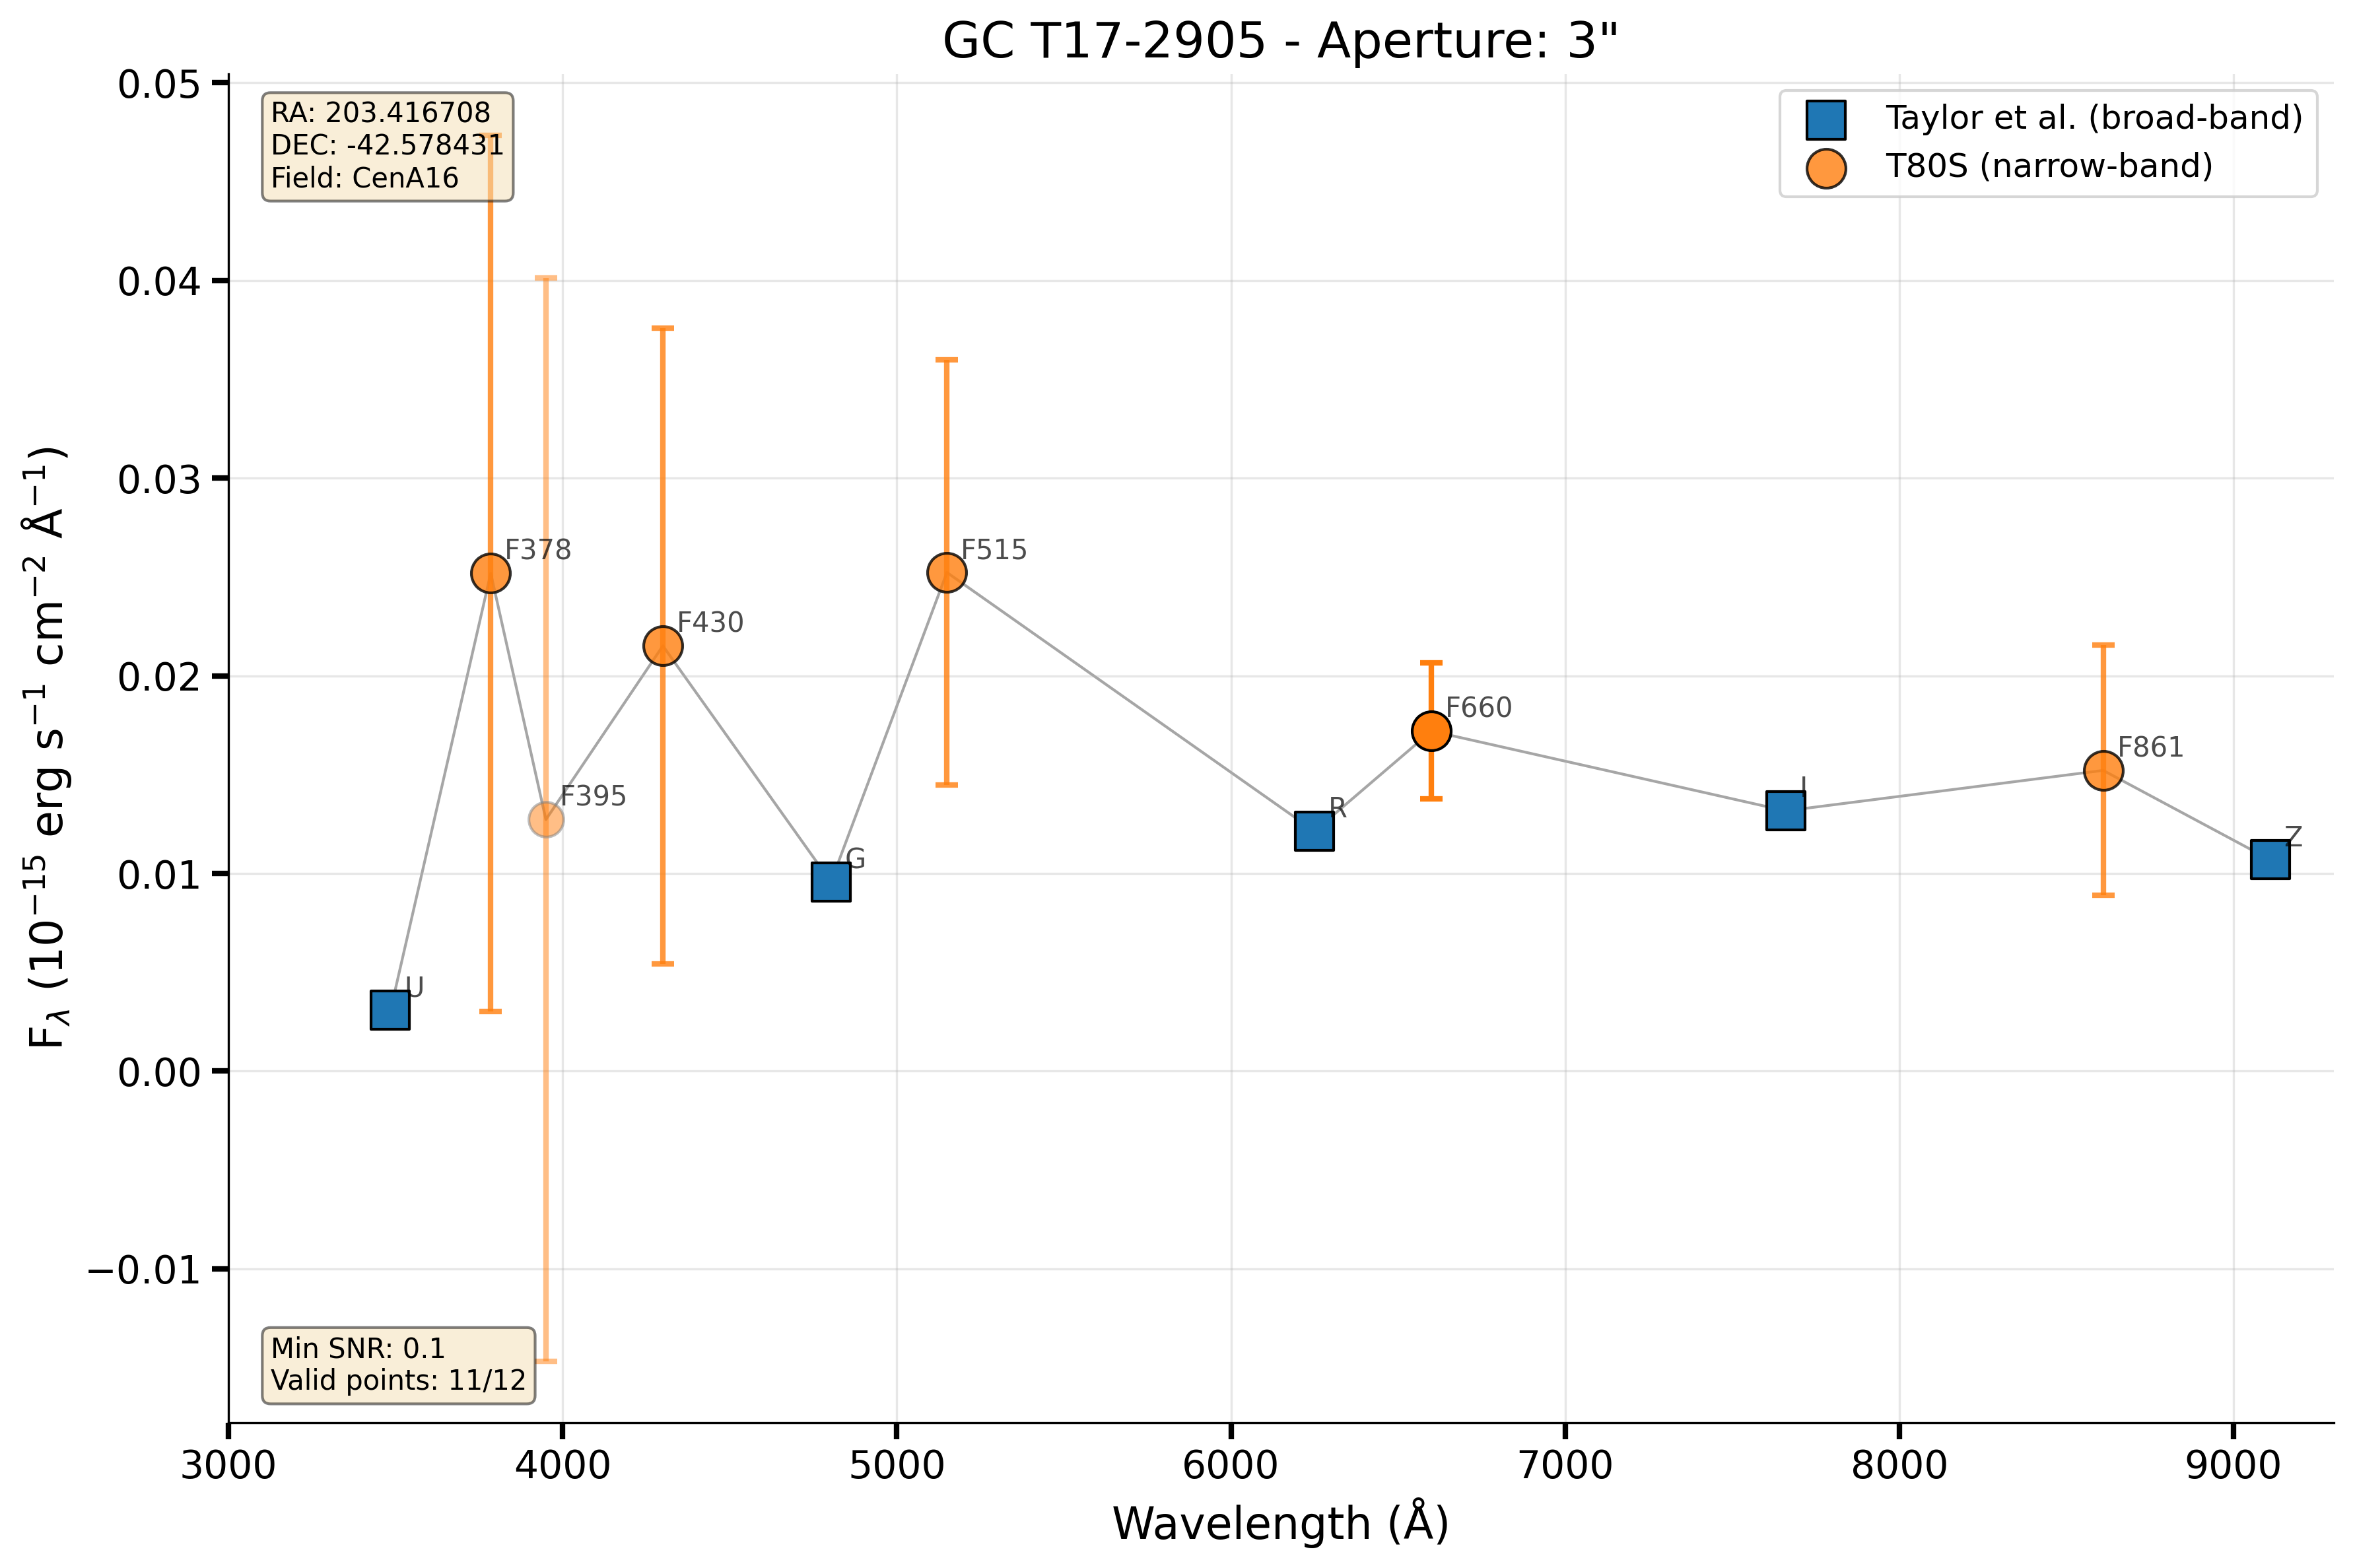 GC T17-2905 - Aperture: 3"
RA: 203.416708
DEC: -42.578431
Field: CenA16
Taylor et al. (broad-band)
T80S (narrow-band)
0.05
0.04
0.03
0.02
0.01
0.00
−0.01
F$_λ$ (10$^{−15}$ erg s$^{−1}$ cm$^{−2}$ Å$^{−1}$)
U
F378
F395
F430
G
F515
R
F660
I
F861
Z
Min SNR: 0.1
Valid points: 11/12
3000 4000 5000 6000 7000 8000 9000
Wavelength (Å)